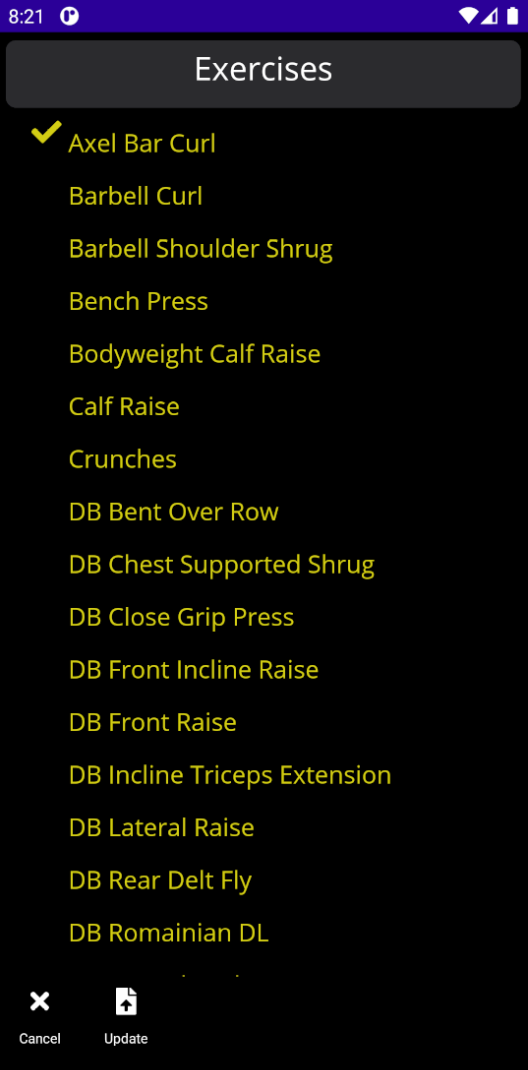 8:21
Exercises
Axel Bar Curl
Barbell Curl
Barbell Shoulder Shrug
Bench Press
Bodyweight Calf Raise
Calf Raise
Crunches
DB Bent Over Row
DB Chest Supported Shrug
DB Close Grip Press
DB Front Incline Raise
DB Front Raise
DB Incline Triceps Extension
DB Lateral Raise
DB Rear Delt Fly
DB Romainian DL
Cancel
Update